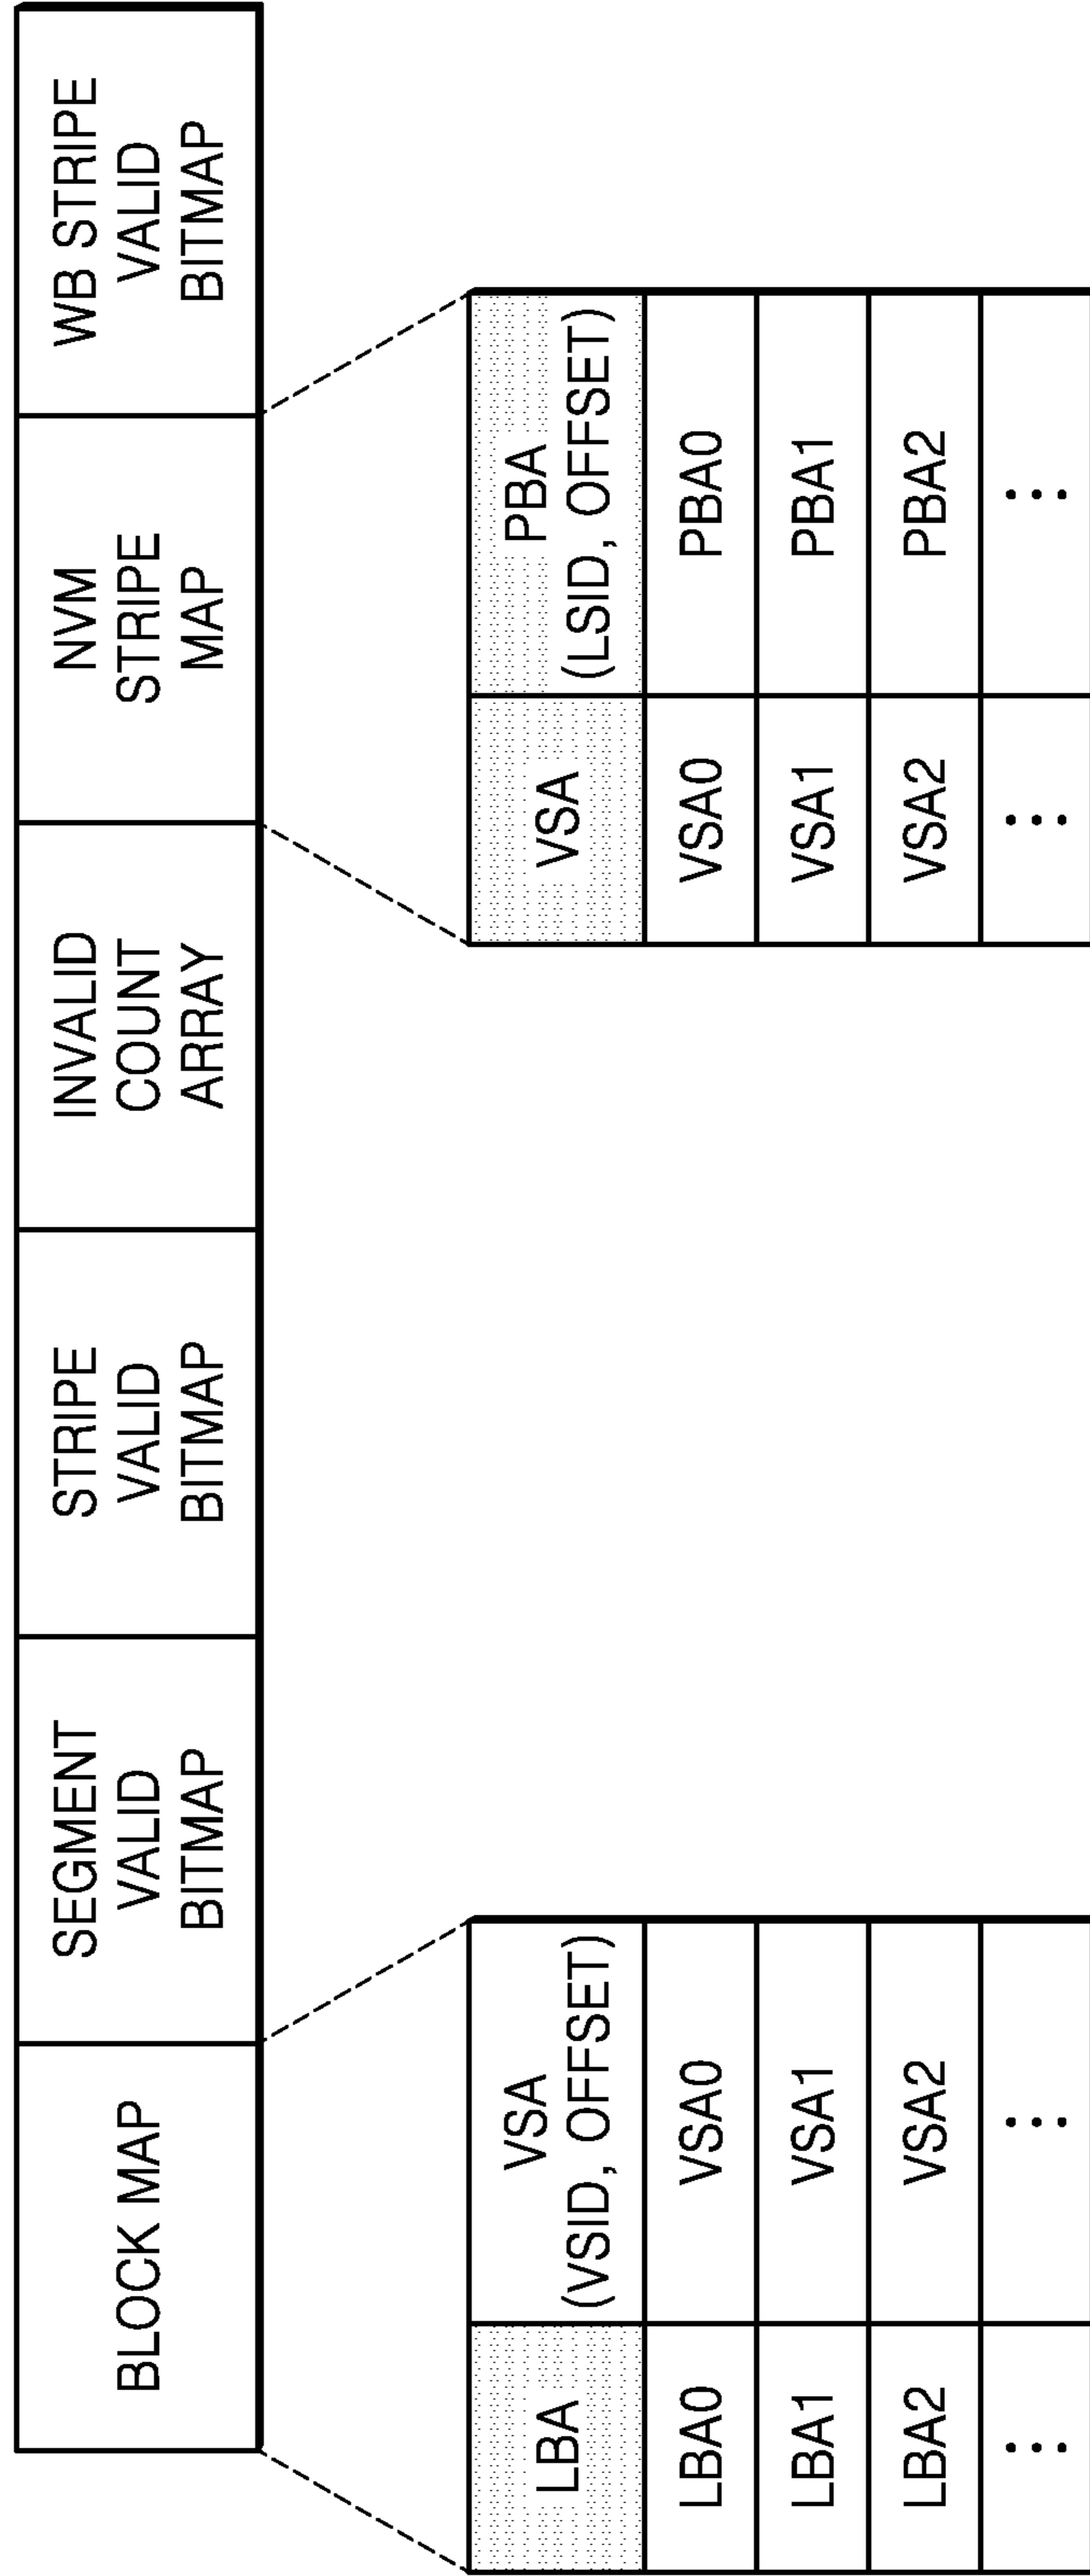 BLOCK MAP
SEGMENT
VALID
BITMAP
STRIPE
VALID
BITMAP
INVALID
COUNT
ARRAY
NVM
STRIPE
MAP
WB STRIPE
VALID
BITMAP
LBA
VSA
(VSID, OFFSET)
LBA0
VSA0
LBA1
VSA1
LBA2
VSA2
⋮
⋮
VSA
PBA
(LSID, OFFSET)
VSA0
PBA0
VSA1
PBA1
VSA2
PBA2
⋮
⋮